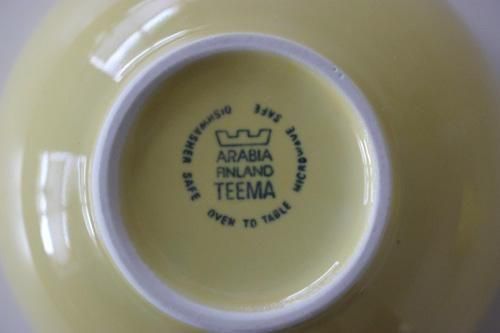 ARABIA
FINLAND
TEEMA
DISHWASHER SAFE OVEN TO TABLE MICROWAVE SAFE